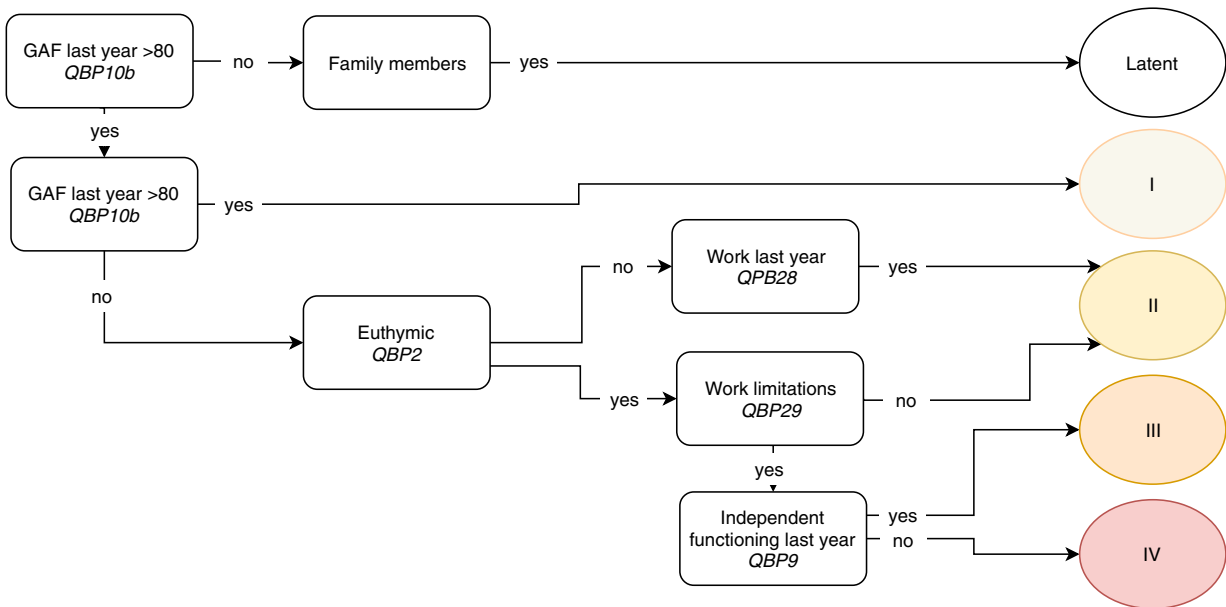 GAF last year >80
QBP10b
no
Family members
yes
Latent
yes
GAF last year >80
QBP10b
yes
I
no
Euthymic
QBP2
no
Work last year
QPB28
yes
II
yes
Work limitations
QBP29
no
III
yes
Independent
functioning last year
QBP9
yes
no
IV